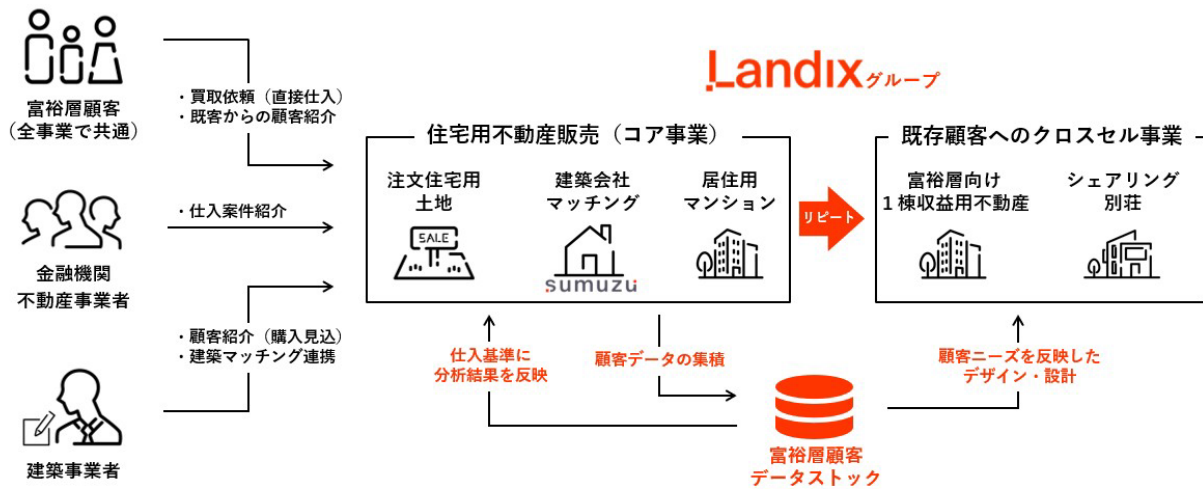 Landix グループ
富裕層顧客
（全事業で共通）
・買取依頼（直接仕入）
・既客からの顧客紹介
金融機関
不動産事業者
・仕入案件紹介
建築事業者
・顧客紹介（購入見込）
・建築マッチング連携
住宅用不動産販売（コア事業）
注文住宅用
土地
SALE
建築会社
マッチング
sumuzu
居住用
マンション
リピート
既存顧客へのクロスセル事業
富裕層向け
1棟収益用不動産
シェアリング
別荘
仕入基準に
分析結果を反映
顧客データの集積
顧客ニーズを反映した
デザイン・設計
富裕層顧客
データストック